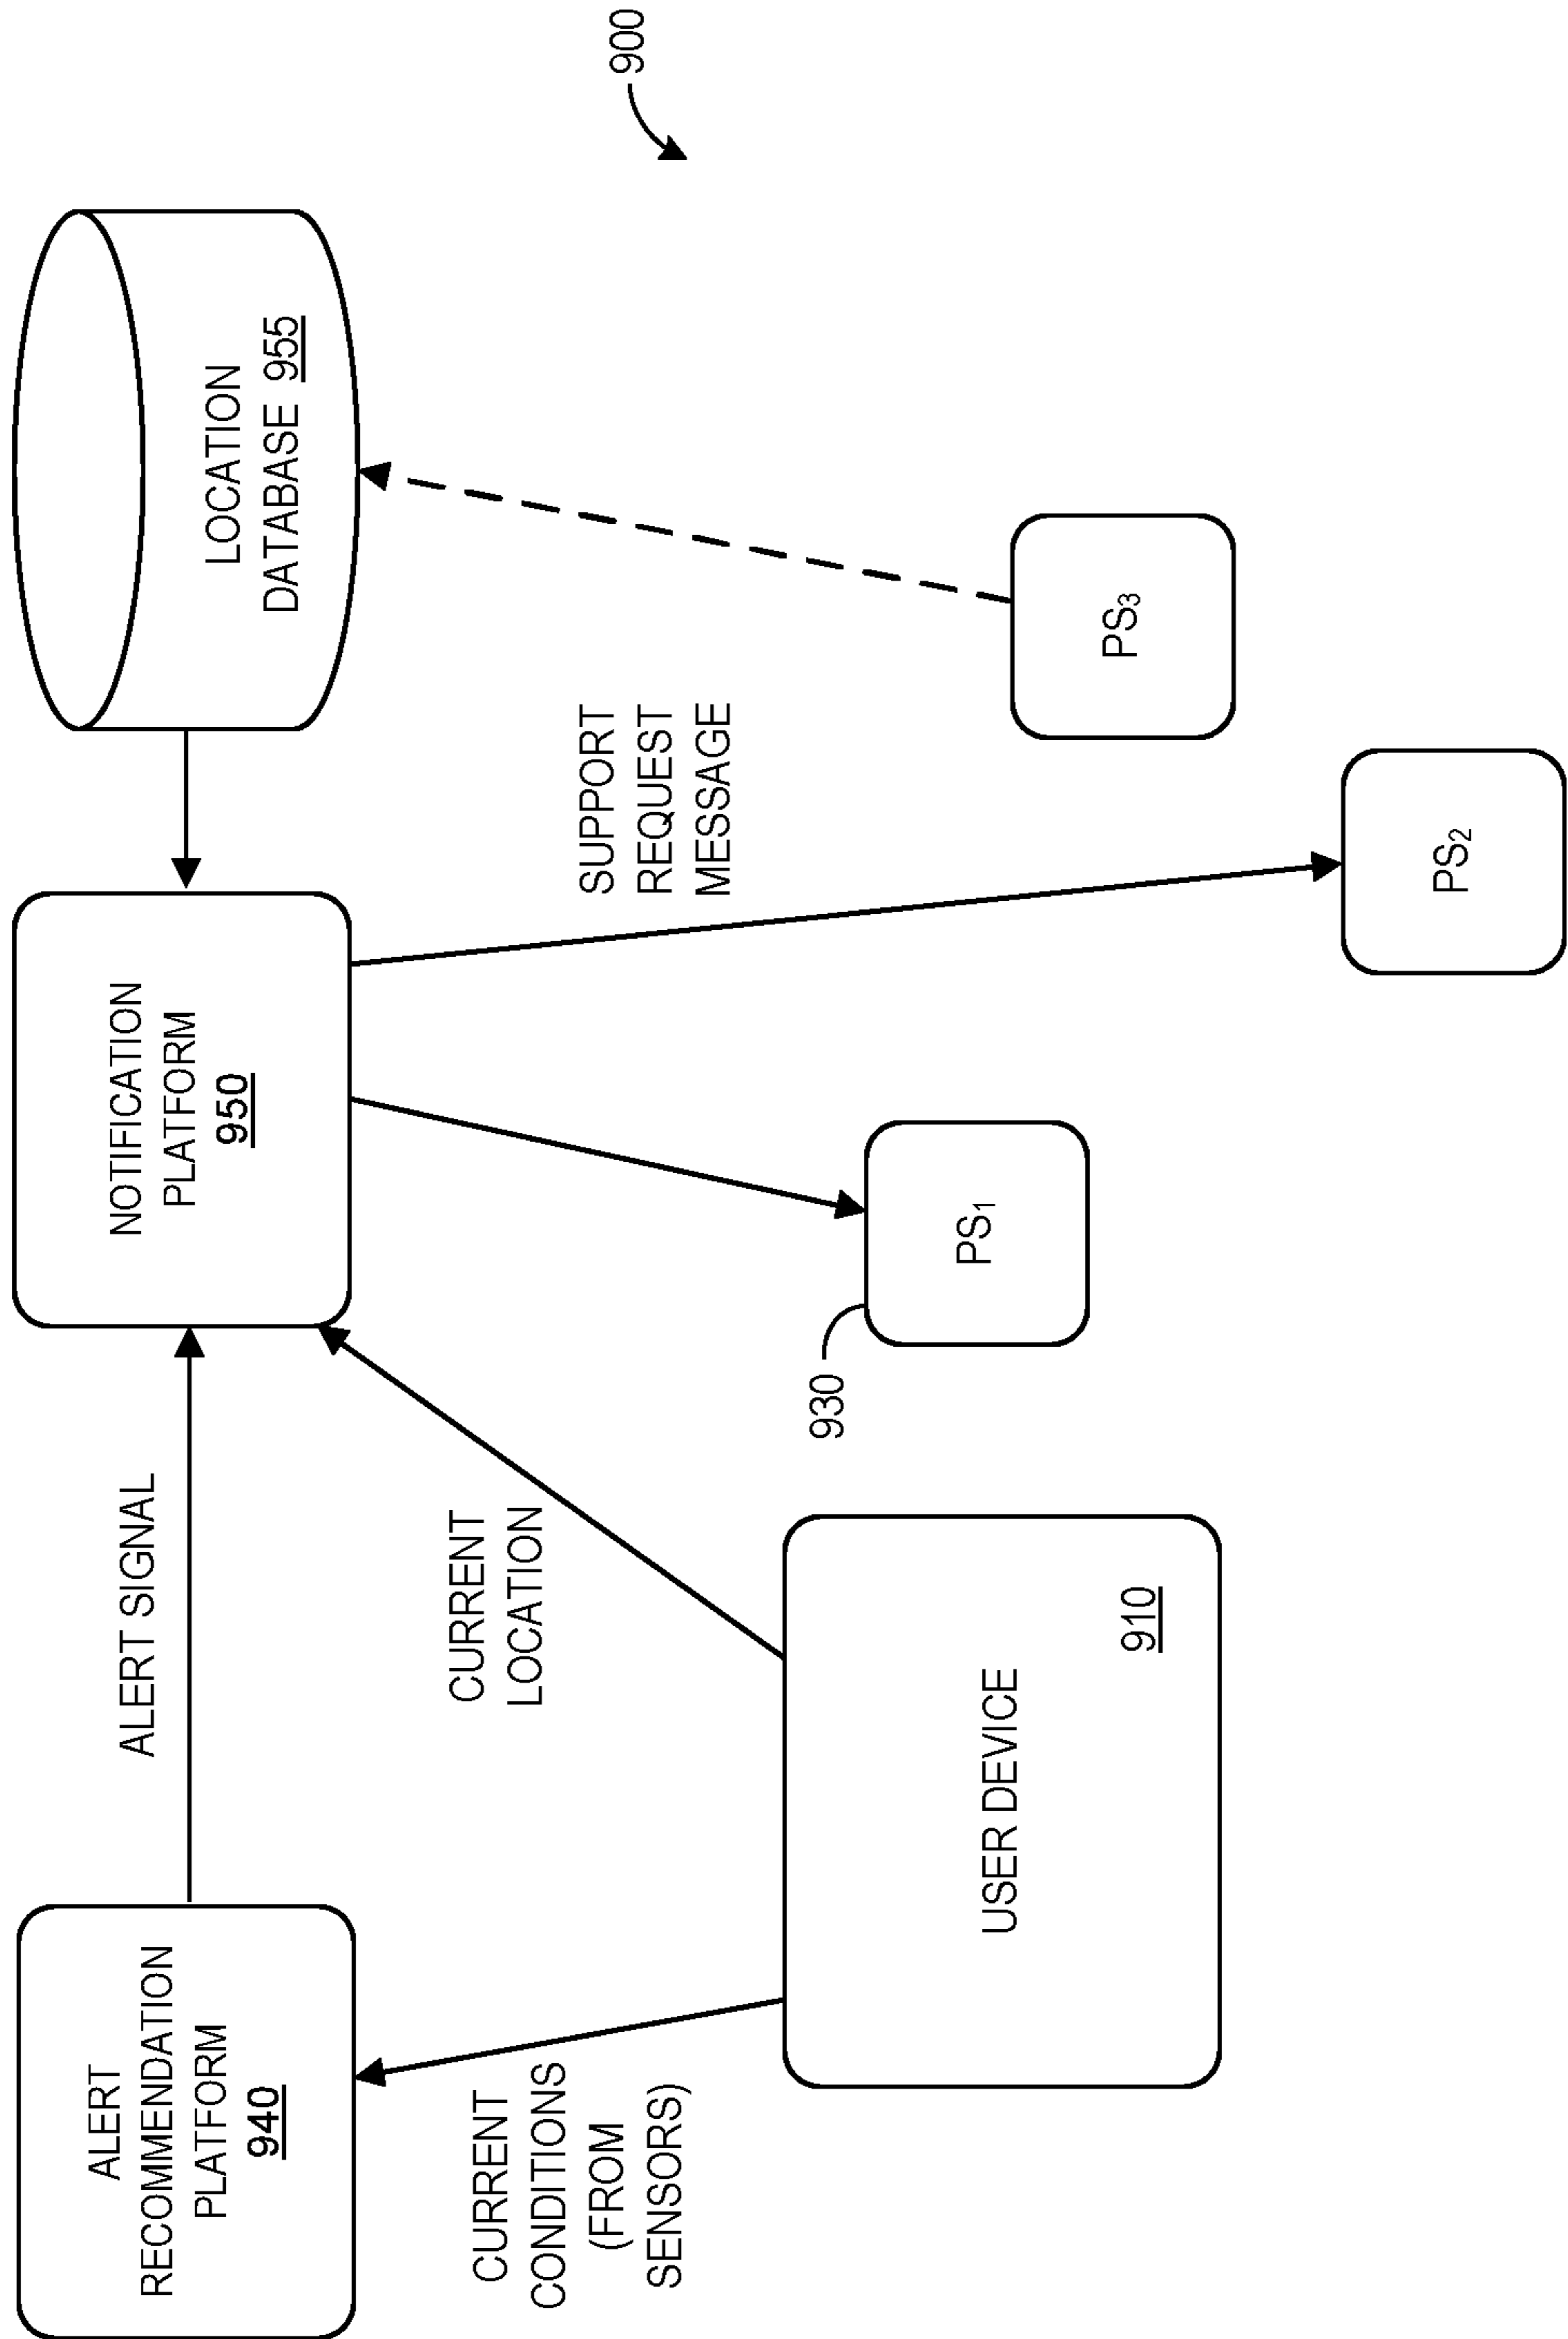 ALERT
RECOMMENDATION
PLATFORM
940
ALERT SIGNAL
NOTIFICATION
PLATFORM
950
LOCATION
DATABASE 955
CURRENT
CONDITIONS
(FROM
SENSORS)
CURRENT
LOCATION
SUPPORT
REQUEST
MESSAGE
900
USER DEVICE
910
930
PS₁
PS₂
PS₃